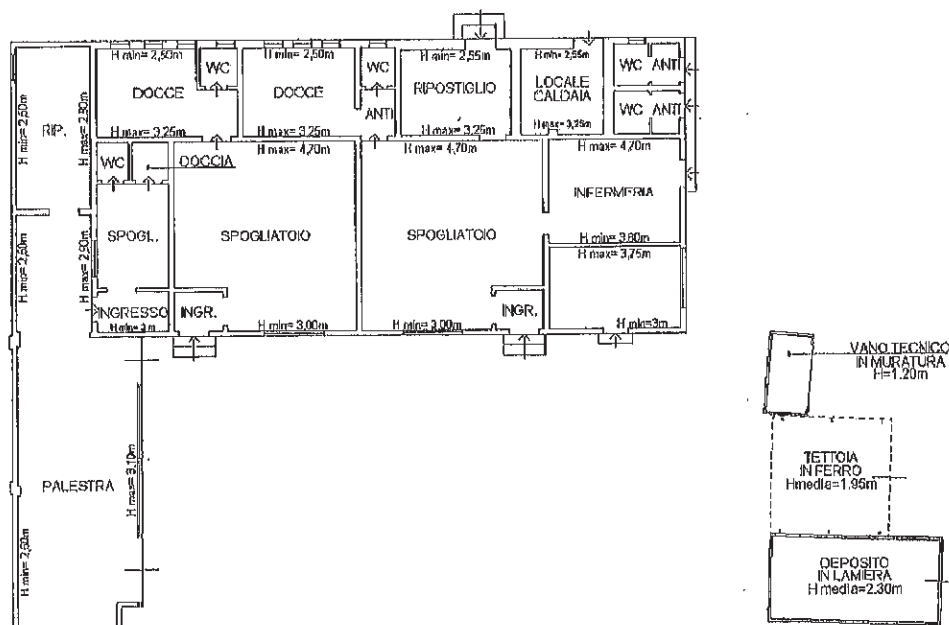 H min= 2,50m
WC
H min= 2,50m
WC
H min= 2,55m
H min= 2,55m
WC ANTI
DOCCE
DOCCE
RIPOSTIGLIO
LOCALE
CALDAIA
ANTI
WC ANTI
H max= 3,25m
H max= 3,25m
H max= 3,25m
H max= 3,25m
RIP.
H min= 2,60m
H max= 2,90m
WC
DOCCIA
H max= 4,70m
H max= 4,70m
H max= 4,70m
INFERMERIA
SPOGL.
SPOGLIATOIO
SPOGLIATOIO
H min= 3,80m
H max= 3,75m
H min= 2,60m
H max= 2,90m
INGRESSO
H min= 3m
INGR.
H min= 3,00m
H min= 3,00m
INGR.
H min=3m
VANO TECNICO
IN MURATURA
H=1.20m
PALESTRA
H max= 3,10m
H min= 2,60m
TETTOIA
IN FERRO
Hmedia=1.95m
DEPOSITO
IN LAMIERA
H media=2.30m